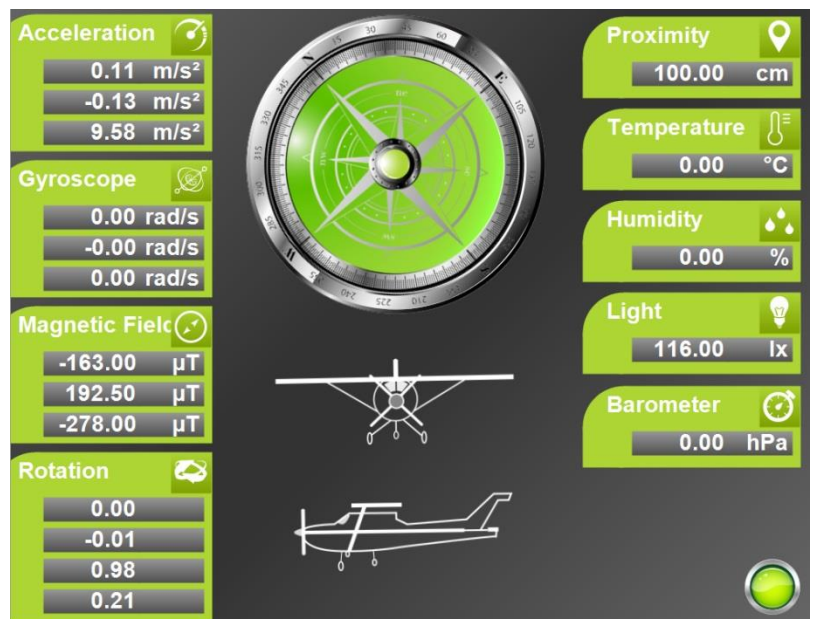 Acceleration
0.11 m/s²
-0.13 m/s²
9.58 m/s²
Gyroscope
0.00 rad/s
-0.00 rad/s
0.00 rad/s
Magnetic Fielc
-163.00 µT
192.50 µT
-278.00 µT
Rotation
0.00
-0.01
0.98
0.21
N
15
30
45
60
E
105
120
S
210
225
240
W
285
300
315
330
345
Proximity
100.00 cm
Temperature
0.00 °C
Humidity
0.00 %
Light
116.00 lx
Barometer
0.00 hPa